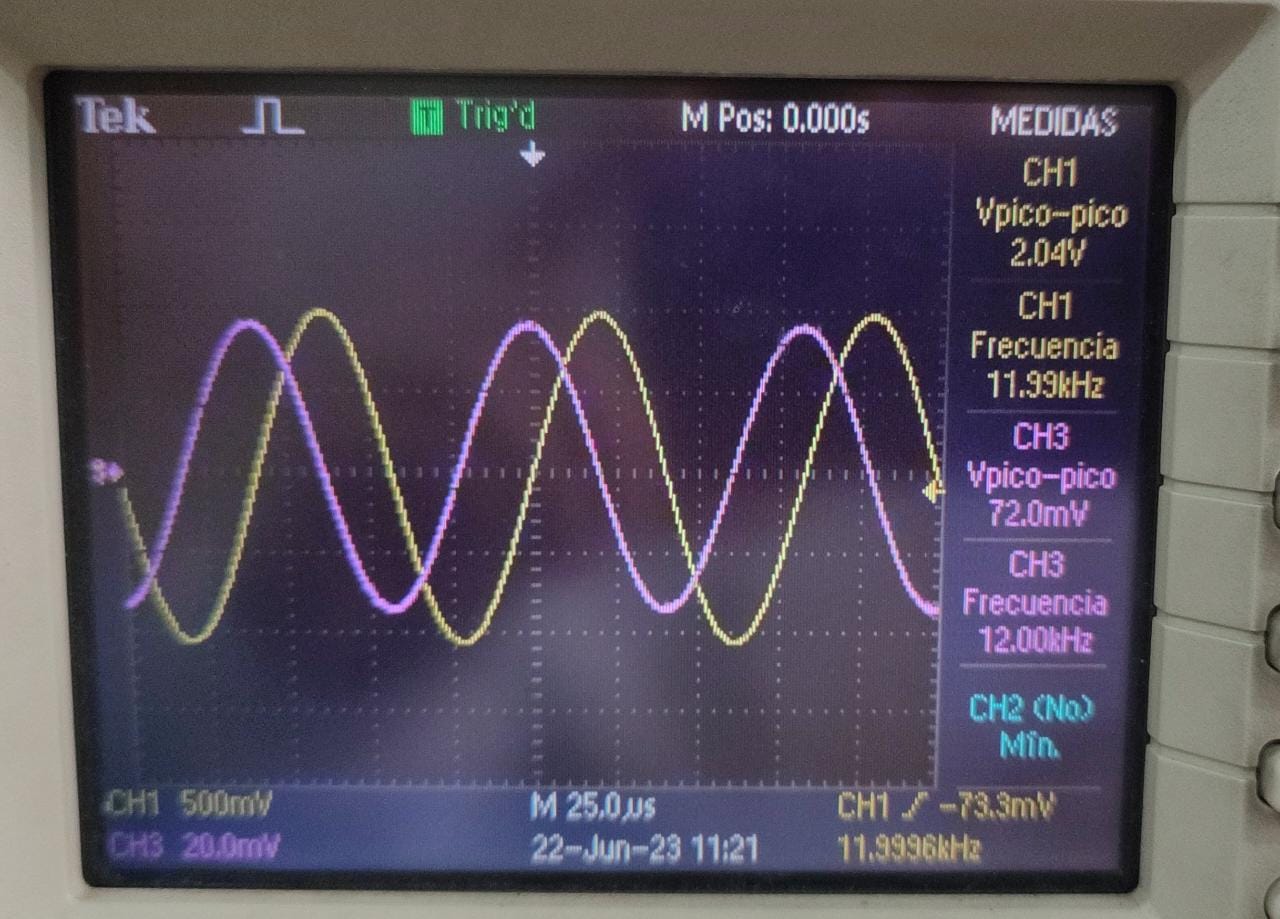 Tek Trig'd M Pos: 0.000s MEDIDAS
CH1
Vpico-pico
2.04V
CH1
Frecuencia
11.99kHz
CH3
Vpico-pico
72.0mV
CH3
Frecuencia
12.00kHz
CH2 (No)
Mín.
3
CH1 500mV M 25.0µs CH1 -73.3mV
CH3 20.0mV 22-Jun-23 11:21 11.9996kHz